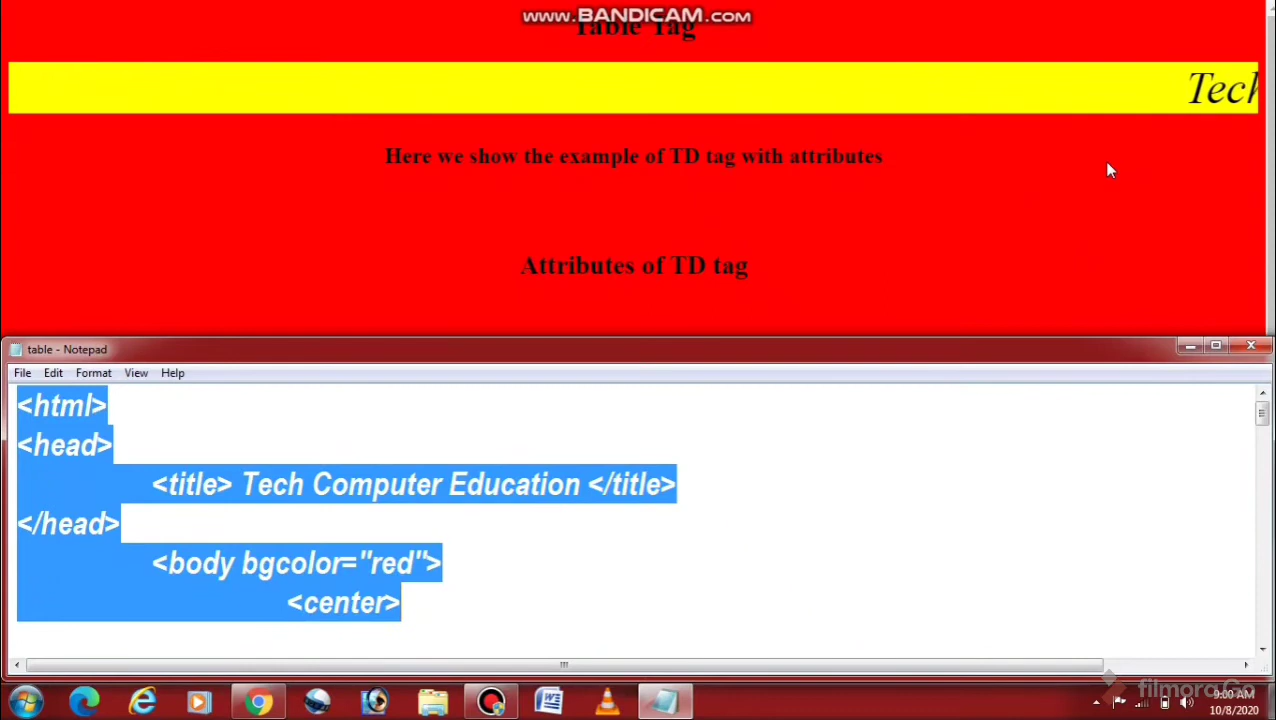 www.BANDICAM.com
Table Tag
Tech
Here we show the example of TD tag with attributes
Attributes of TD tag
table - Notepad
File Edit Format View Help
<html>
<head>
<title> Tech Computer Education </title>
</head>
<body bgcolor="red">
<center>
filmoraGo
9:00 AM
10/8/2020